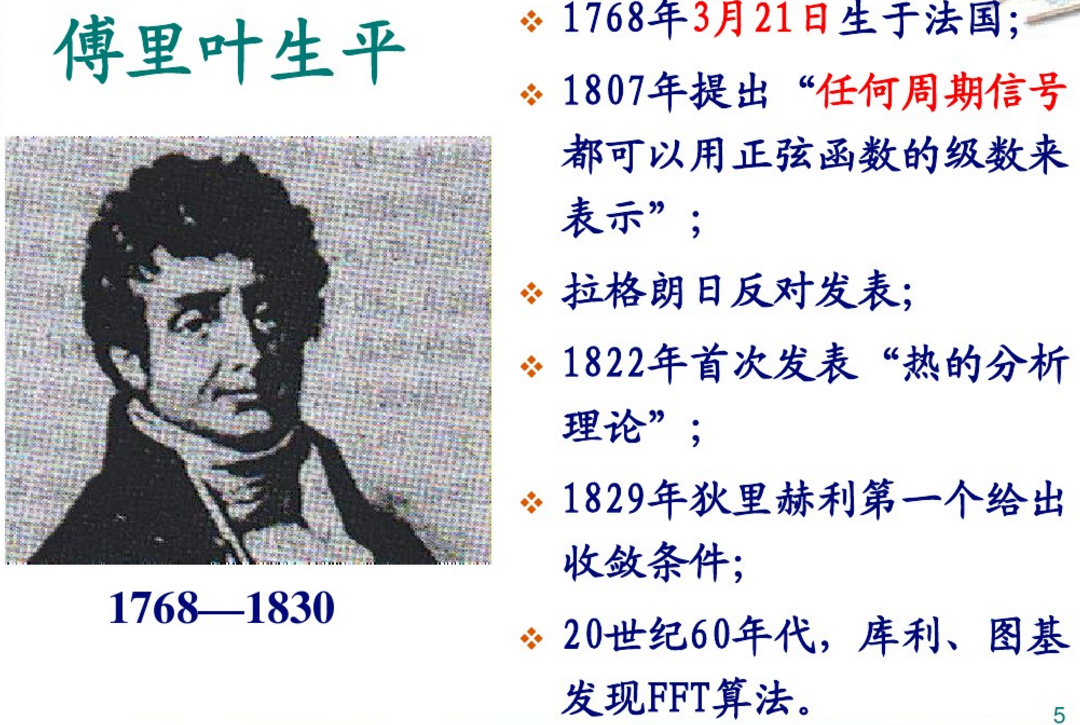 傅里叶生平
1768—1830
❖ 1768年3月21日生于法国;
❖ 1807年提出“任何周期信号
都可以用正弦函数的级数来
表示”;
❖ 拉格朗日反对发表;
❖ 1822年首次发表“热的分析
理论”;
❖ 1829年狄里赫利第一个给出
收敛条件;
❖ 20世纪60年代，库利、图基
发现FFT算法。
5